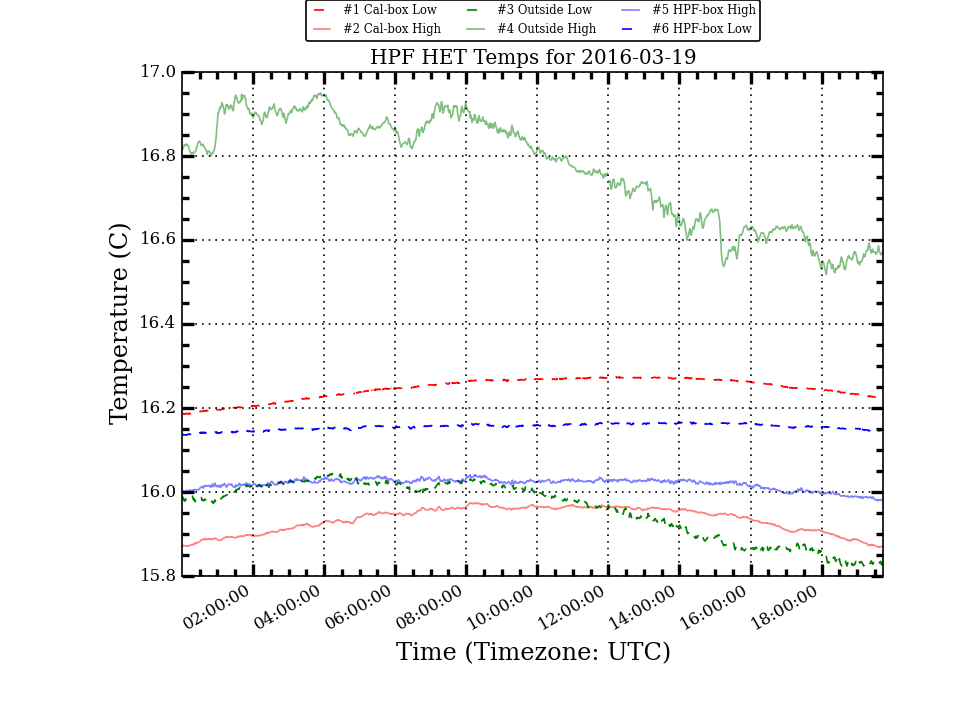 #1 Cal-box Low #3 Outside Low #5 HPF-box High
#2 Cal-box High #4 Outside High #6 HPF-box Low
HPF HET Temps for 2016-03-19
17.0
16.8
16.6
16.4
16.2
16.0
15.8
Temperature (C)
02:00:00 04:00:00 06:00:00 08:00:00 10:00:00 12:00:00 14:00:00 16:00:00 18:00:00
Time (Timezone: UTC)